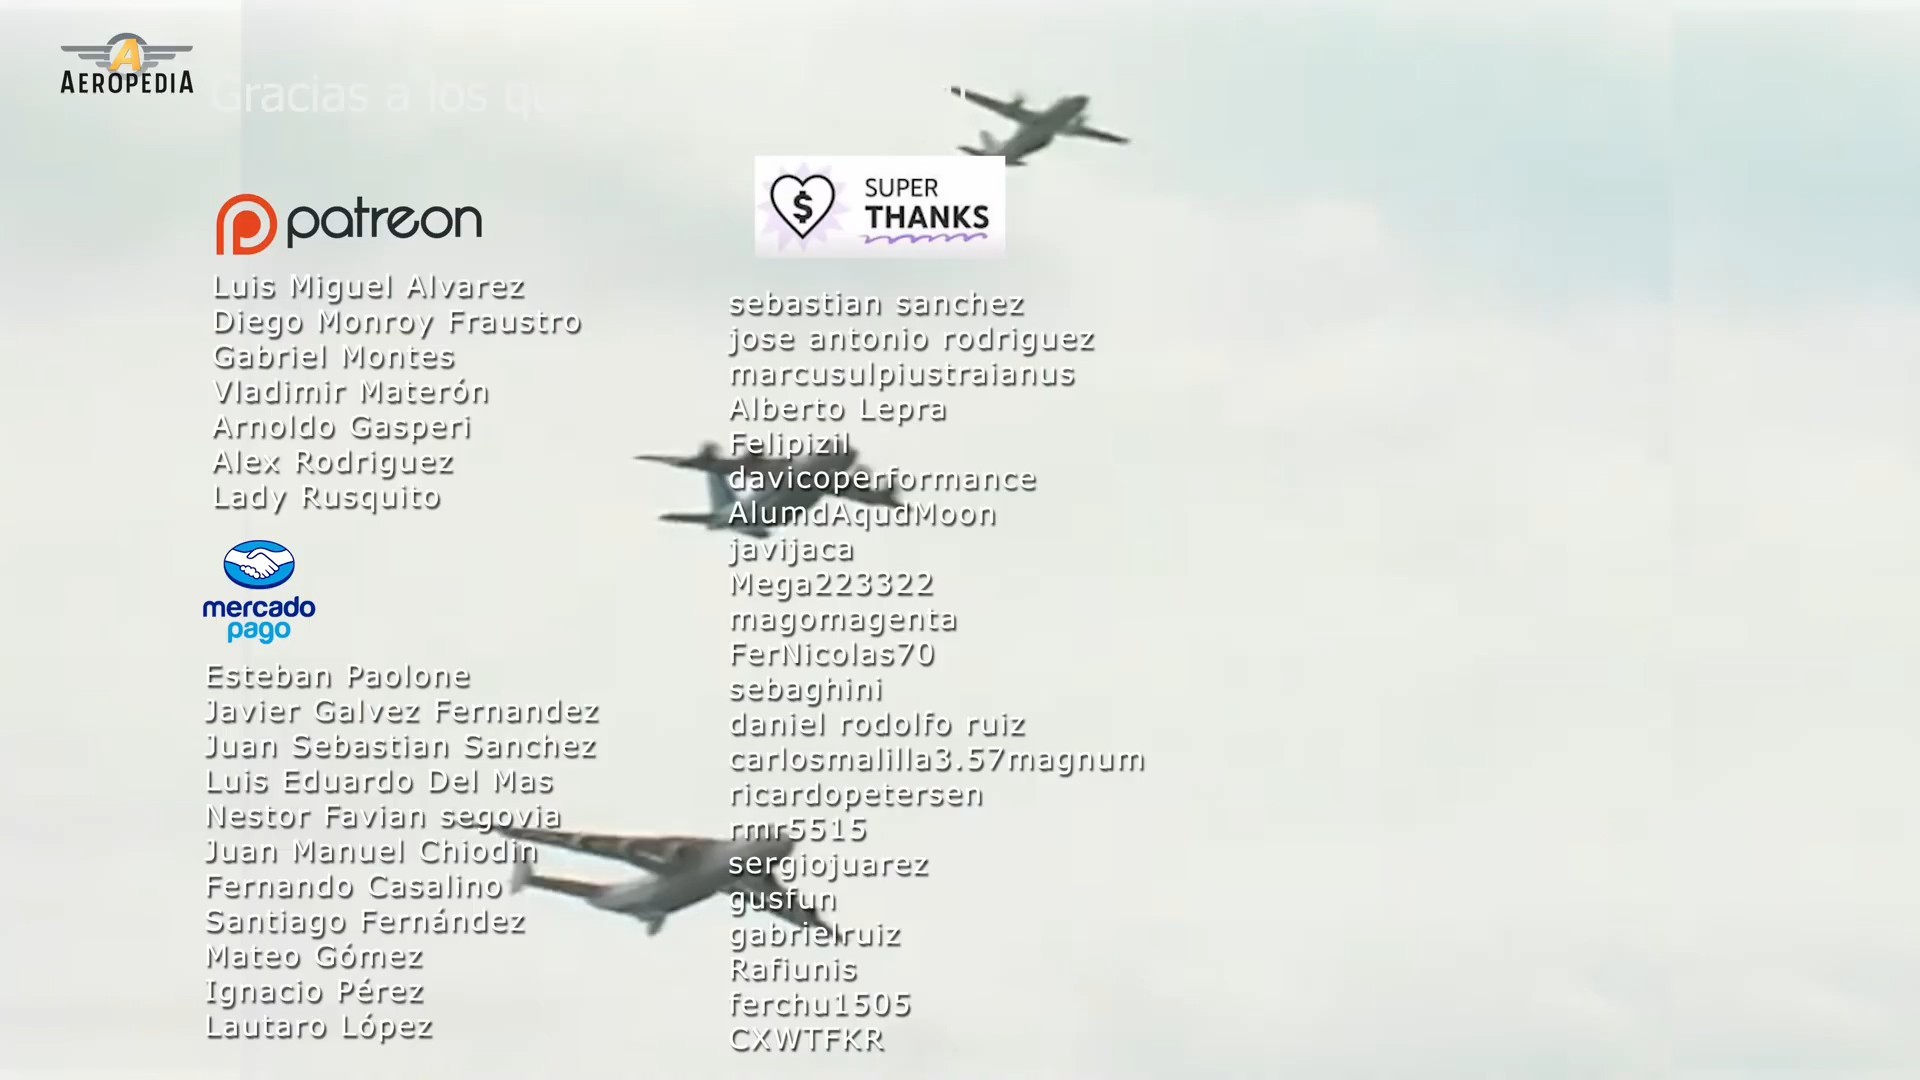 AEROPEDIA
Gracias a los que
patreon
Luis Miguel Alvarez
Diego Monroy Fraustro
Gabriel Montes
Vladimir Materón
Arnoldo Gasperi
Alex Rodriguez
Lady Rusquito
mercado
pago
Esteban Paolone
Javier Galvez Fernandez
Juan Sebastian Sanchez
Luis Eduardo Del Mas
Nestor Favian segovia
Juan Manuel Chiodin
Fernando Casalino
Santiago Fernández
Mateo Gómez
Ignacio Pérez
Lautaro López
SUPER
THANKS
sebastian sanchez
jose antonio rodriguez
marcusulpiustraianus
Alberto Lepra
Felipizil
davicoperformance
AlumdAqudMoon
javijaca
Mega223322
magomagenta
FerNicolas70
sebaghini
daniel rodolfo ruiz
carlosmalilla3.57magnum
ricardopetersen
rmr5515
sergiojuarez
gusfun
gabrielruiz
Rafiunis
ferchu1505
CXWTFKR